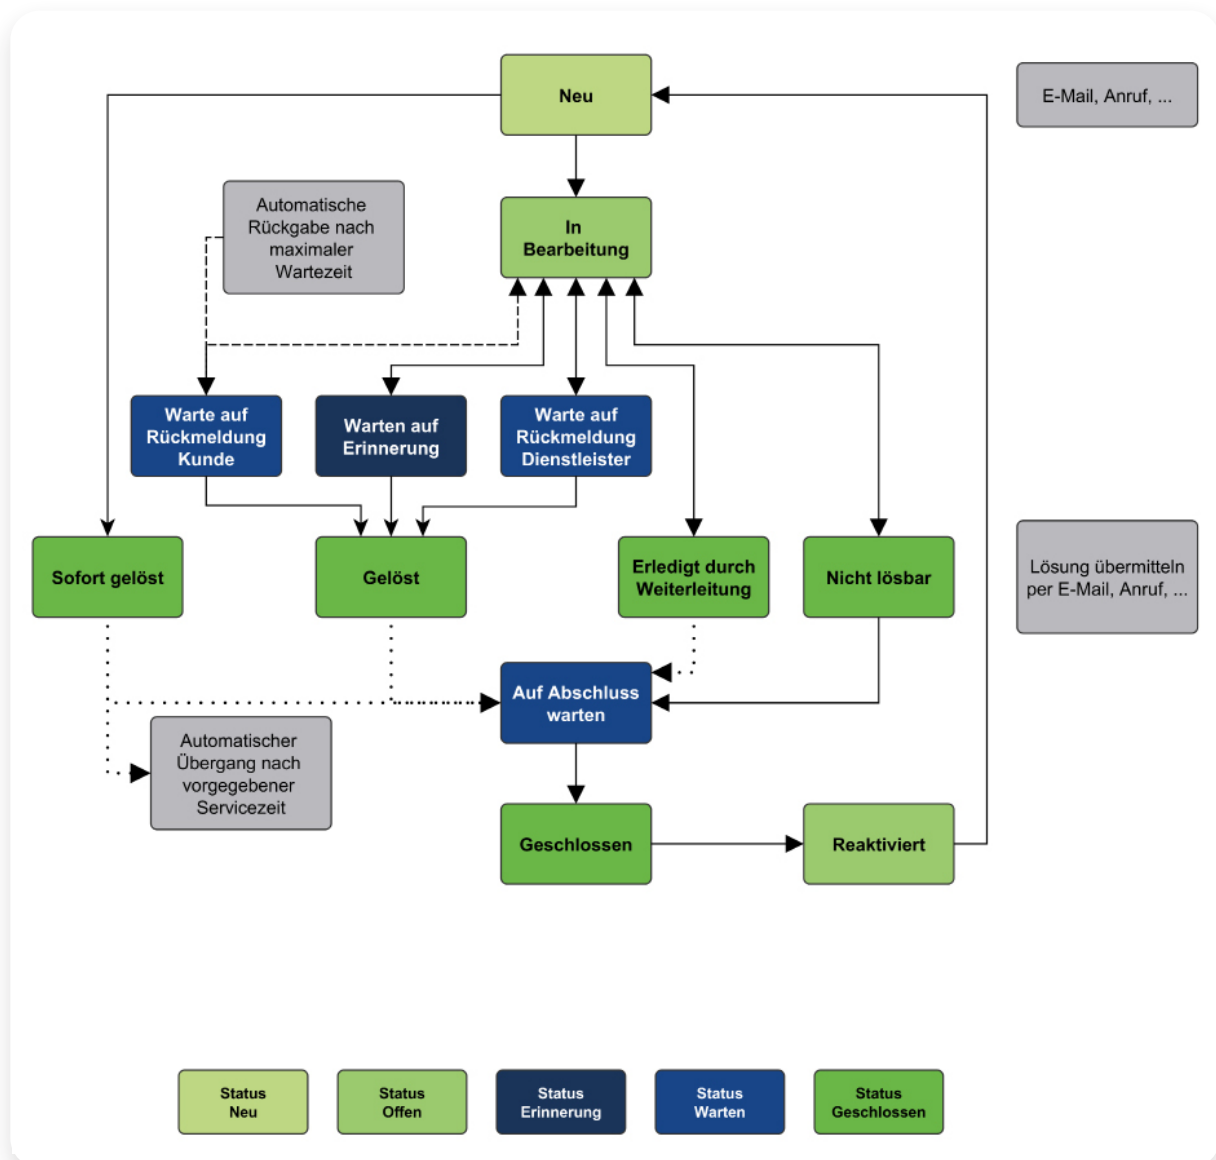 Neu
E-Mail, Anruf, ...
Automatische
Rückgabe nach
maximaler
Wartezeit
In
Bearbeitung
Warte auf
Rückmeldung
Kunde
Warten auf
Erinnerung
Warte auf
Rückmeldung
Dienstleister
Sofort gelöst
Gelöst
Erledigt durch
Weiterleitung
Nicht lösbar
Lösung übermitteln
per E-Mail, Anruf, ...
Auf Abschluss
warten
Automatischer
Übergang nach
vorgegebener
Servicezeit
Geschlossen
Reaktiviert
Status
Neu
Status
Offen
Status
Erinnerung
Status
Warten
Status
Geschlossen